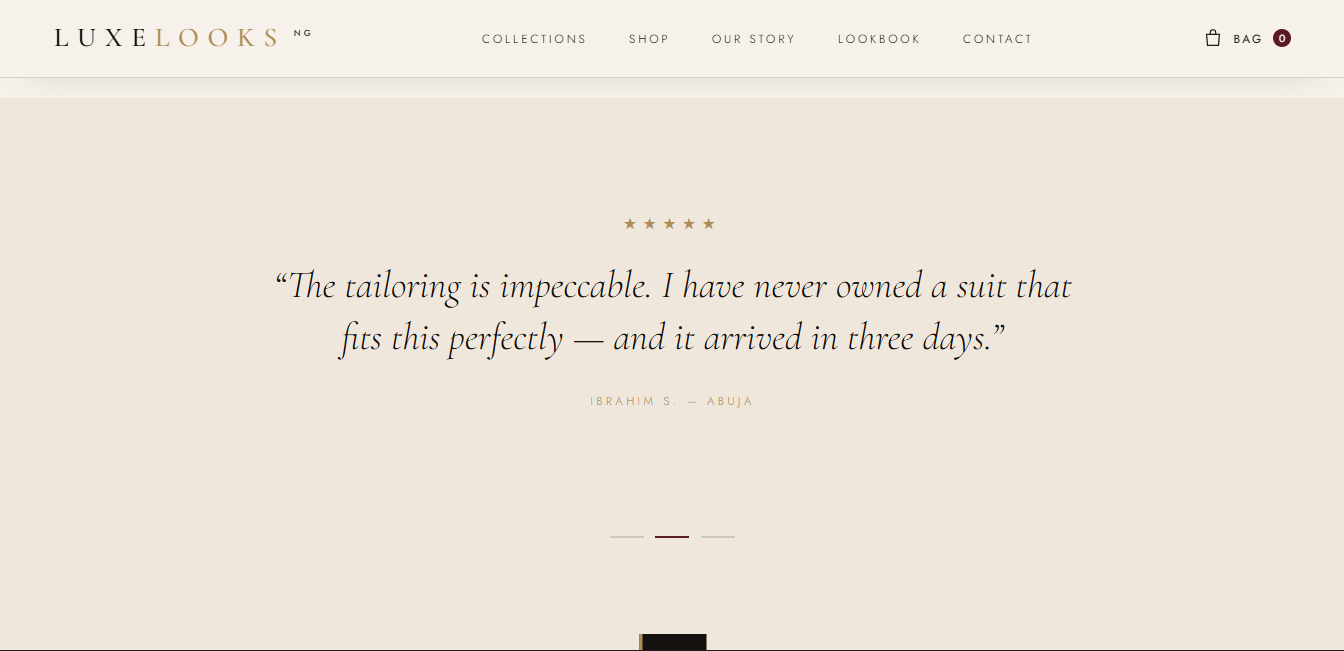 LUXELOOKS NG
COLLECTIONS SHOP OUR STORY LOOKBOOK CONTACT
BAG 0
★★★★★
“The tailoring is impeccable. I have never owned a suit that
fits this perfectly — and it arrived in three days.”
IBRAHIM S. — ABUJA